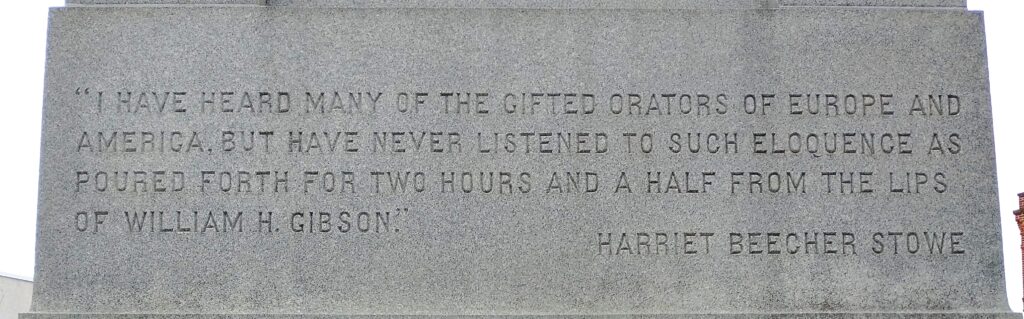 “I HAVE HEARD MANY OF THE GIFTED ORATORS OF EUROPE AND
AMERICA, BUT HAVE NEVER LISTENED TO SUCH ELOQUENCE AS
POURED FORTH FOR TWO HOURS AND A HALF FROM THE LIPS
OF WILLIAM H. GIBSON.”
HARRIET BEECHER STOWE